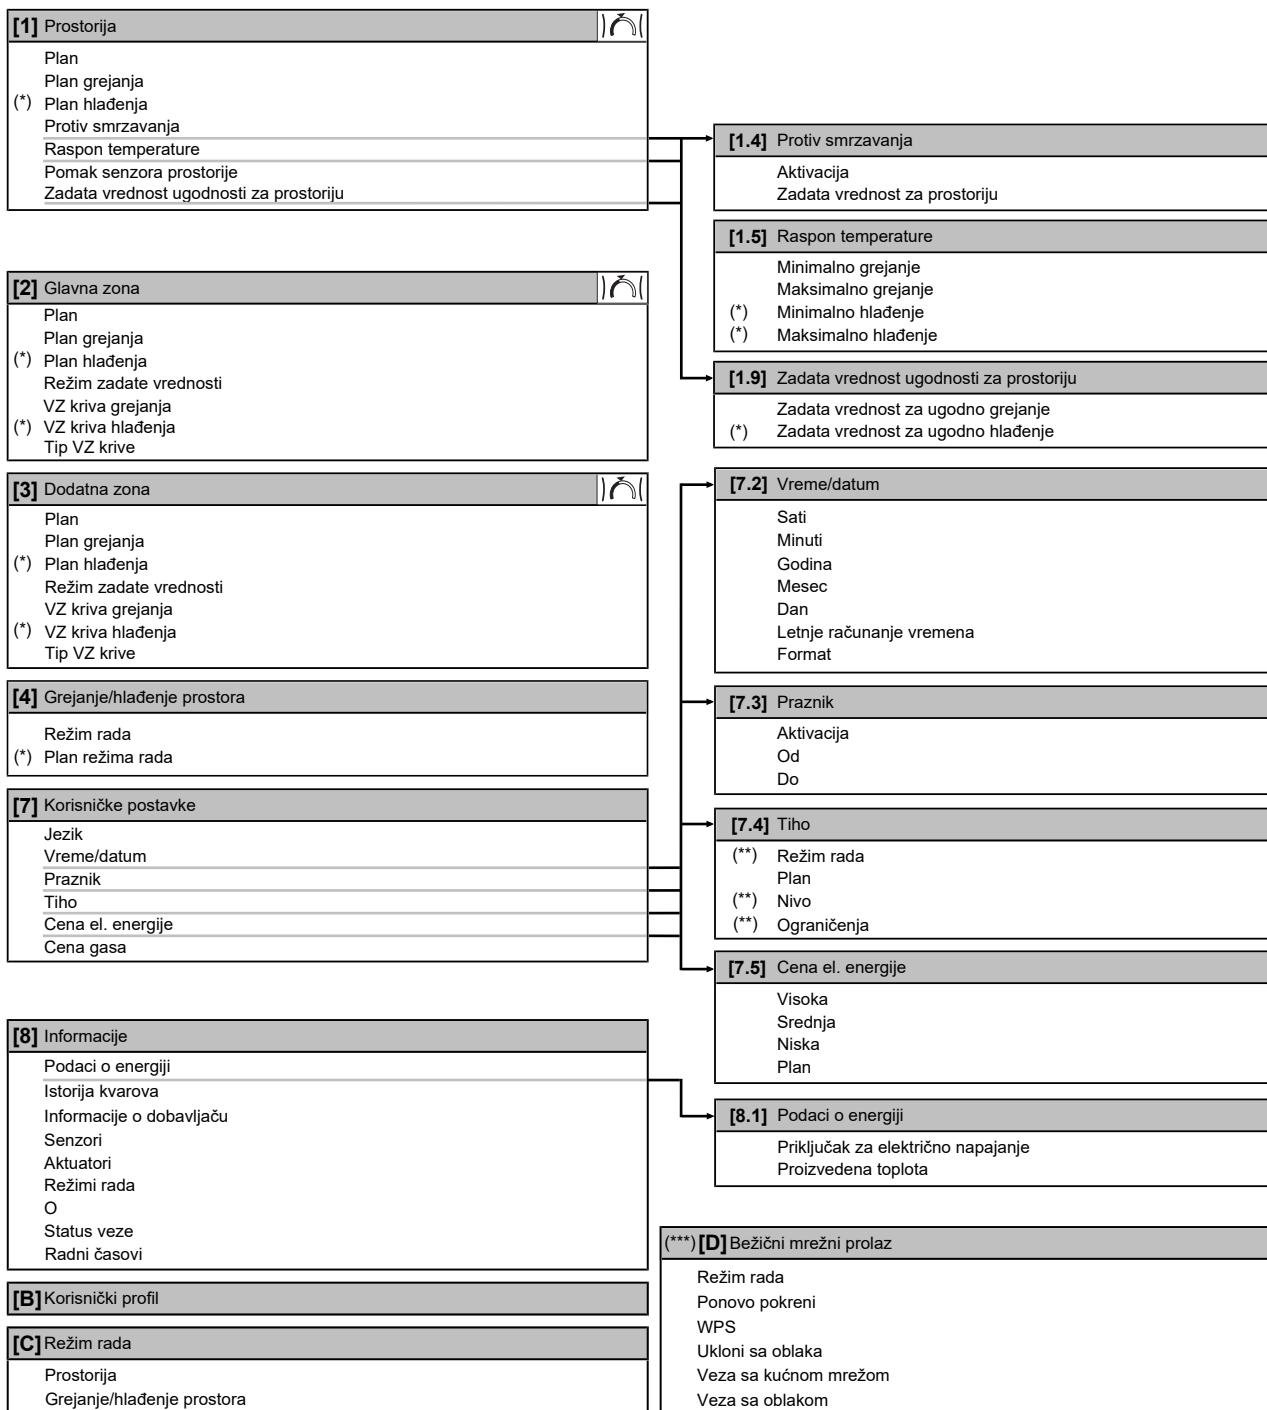 [1] Prostorija
Plan
Plan grejanja
(*) Plan hlađenja
Protiv smrzavanja
Raspon temperature
Pomak senzora prostorije
Zadata vrednost ugodnosti za prostoriju
[1.4] Protiv smrzavanja
Aktivacija
Zadata vrednost za prostoriju
[1.5] Raspon temperature
Minimalno grejanje
Maksimalno grejanje
(*) Minimalno hlađenje
(*) Maksimalno hlađenje
[1.9] Zadata vrednost ugodnosti za prostoriju
Zadata vrednost za ugodno grejanje
(*) Zadata vrednost za ugodno hlađenje
[2] Glavna zona
Plan
Plan grejanja
(*) Plan hlađenja
Režim zadate vrednosti
VZ kriva grejanja
(*) VZ kriva hlađenja
Tip VZ krive
[3] Dodatna zona
Plan
Plan grejanja
(*) Plan hlađenja
Režim zadate vrednosti
VZ kriva grejanja
(*) VZ kriva hlađenja
Tip VZ krive
[4] Grejanje/hlađenje prostora
Režim rada
(*) Plan režima rada
[7] Korisničke postavke
Jezik
Vreme/datum
Praznik
Tiho
Cena el. energije
Cena gasa
[7.2] Vreme/datum
Sati
Minuti
Godina
Mesec
Dan
Letnje računanje vremena
Format
[7.3] Praznik
Aktivacija
Od
Do
[7.4] Tiho
(**) Režim rada
Plan
(**) Nivo
(**) Ograničenja
[7.5] Cena el. energije
Visoka
Srednja
Niska
Plan
[8] Informacije
Podaci o energiji
Istorija kvarova
Informacije o dobavljaču
Senzori
Aktuatori
Režimi rada
O
Status veze
Radni časovi
[8.1] Podaci o energiji
Priključak za električno napajanje
Proizvedena toplota
[B] Korisnički profil
[C] Režim rada
Prostorija
Grejanje/hlađenje prostora
(***) [D] Bežični mrežni prolaz
Režim rada
Ponovo pokreni
WPS
Ukloni sa oblaka
Veza sa kućnom mrežom
Veza sa oblakom